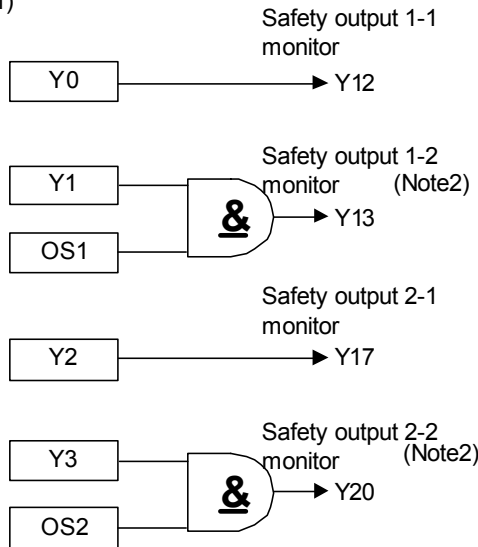 Safety output 1-1
monitor
Y0
Y12
Safety output 1-2
monitor (Note2)
Y1
&
Y13
OS1
Safety output 2-1
monitor
Y2
Y17
Safety output 2-2
monitor (Note2)
Y3
&
Y20
OS2